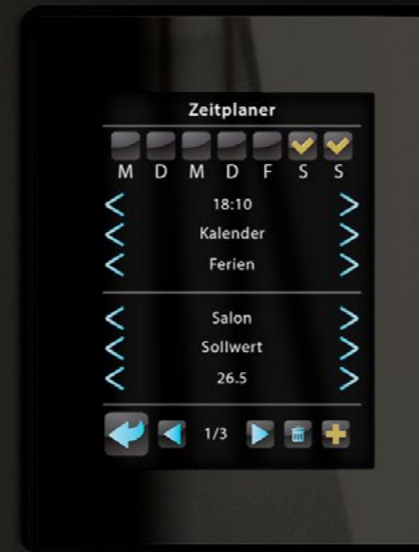 Zeitplaner
M D M D F S S
18:10
Kalender
Ferien
Salon
Sollwert
26.5
1/3